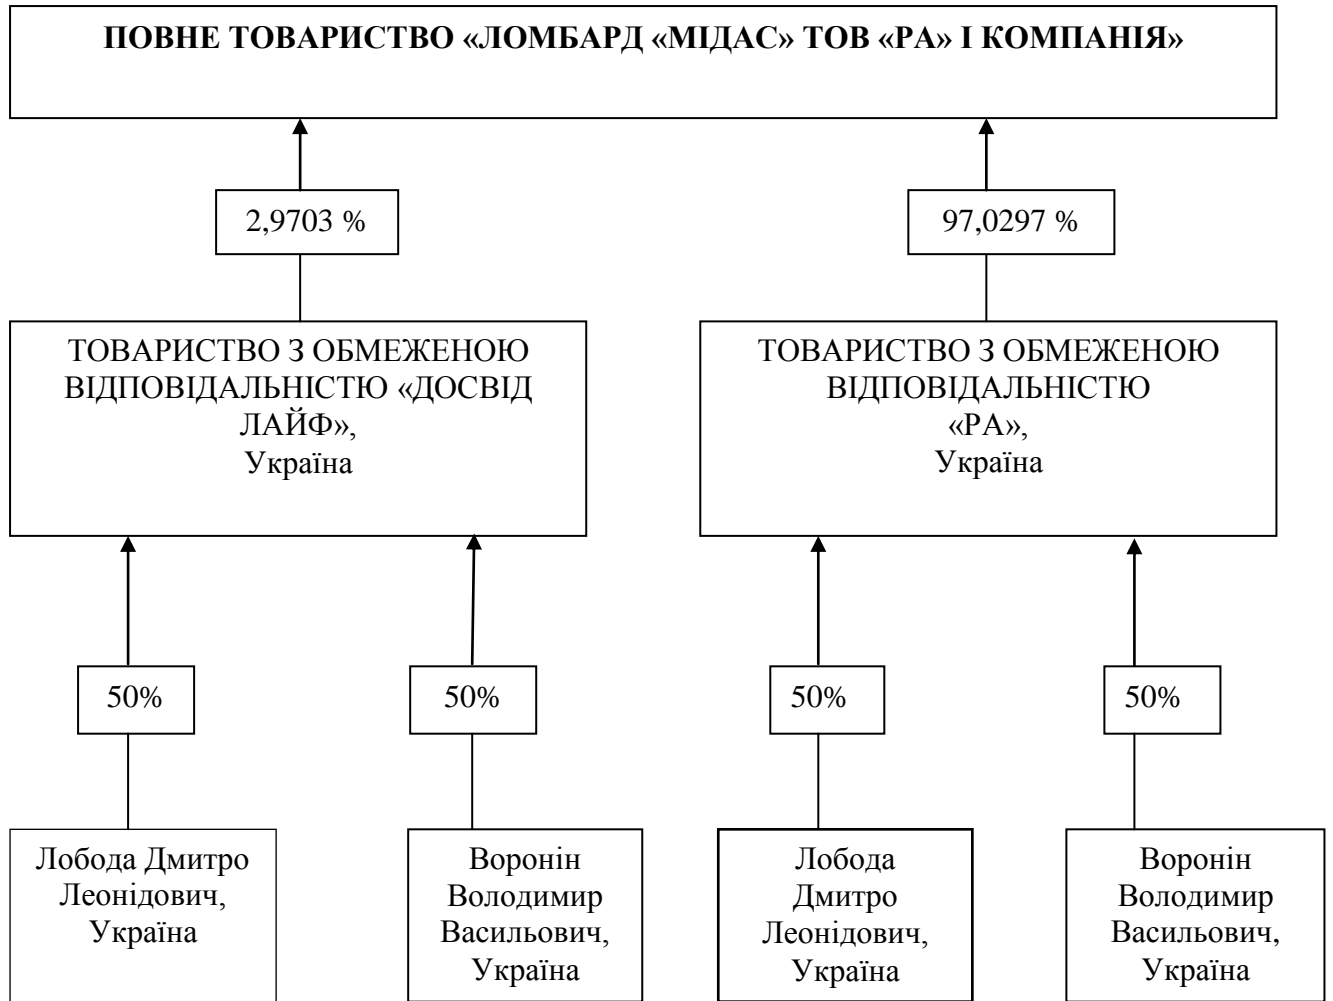 ПОВНЕ ТОВАРИСТВО «ЛОМБАРД «МІДАС» ТОВ «РА» І КОМПАНІЯ»
2,9703 %
97,0297 %
ТОВАРИСТВО З ОБМЕЖЕНОЮ
ВІДПОВІДАЛЬНІСТЮ «ДОСВІД
ЛАЙФ»,
Україна
ТОВАРИСТВО З ОБМЕЖЕНОЮ
ВІДПОВІДАЛЬНІСТЮ
«РА»,
Україна
50%
50%
50%
50%
Лобода Дмитро
Леонідович,
Україна
Воронін
Володимир
Васильович,
Україна
Лобода
Дмитро
Леонідович,
Україна
Воронін
Володимир
Васильович,
Україна